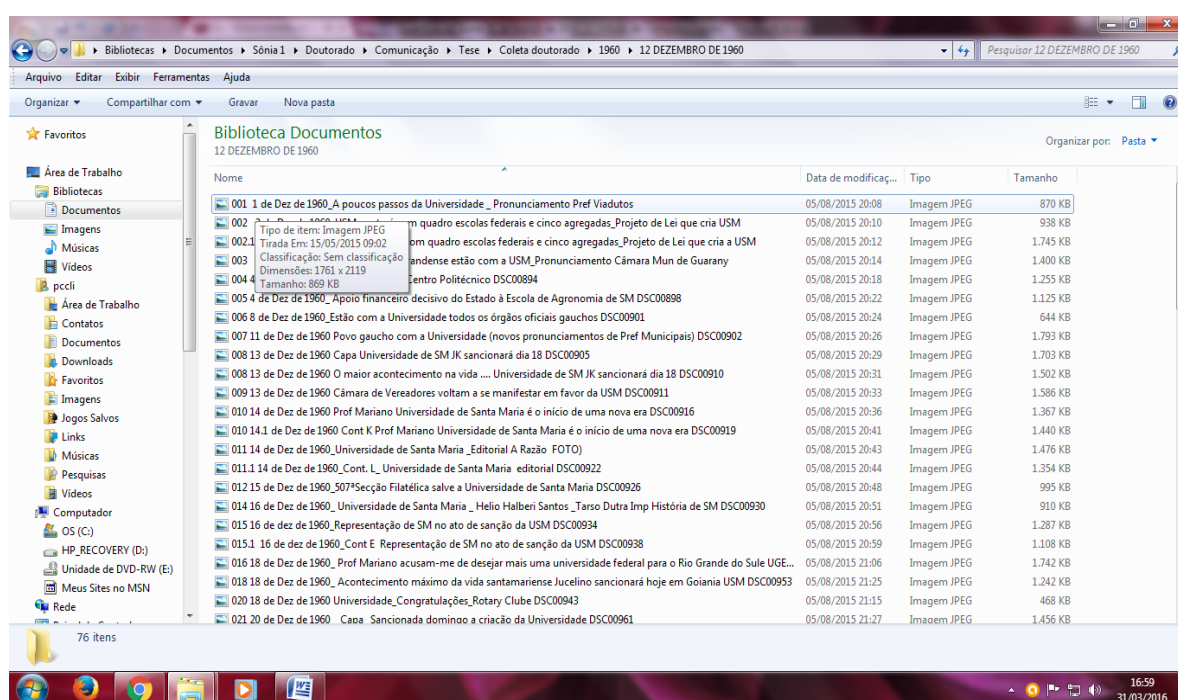 Bibliotecas ▸ Documentos ▸ Sônia 1 ▸ Doutorado ▸ Comunicação ▸ Tese ▸ Coleta doutorado ▸ 1960 ▸ 12 DEZEMBRO DE 1960 Pesquisar 12 DEZEMBRO DE 1960
Arquivo Editar Exibir Ferramentas Ajuda
Organizar Compartilhar com Gravar Nova pasta
Favoritos
Área de Trabalho
Bibliotecas
Documentos
Imagens
Músicas
Vídeos
pccli
Área de Trabalho
Contatos
Documentos
Downloads
Favoritos
Imagens
Jogos Salvos
Links
Músicas
Pesquisas
Vídeos
Computador
OS (C:)
HP_RECOVERY (D:)
Unidade de DVD-RW (E:)
Meus Sites no MSN
Rede
Biblioteca Documentos
12 DEZEMBRO DE 1960
Organizar por: Pasta
Nome Data de modificaç... Tipo Tamanho
001 1 de Dez de 1960_A poucos passos da Universidade _ Pronunciamento Pref Viadutos 05/08/2015 20:08 Imagem JPEG 870 KB
002 quadro escolas federais e cinco agregadas_Projeto de Lei que cria USM 05/08/2015 20:10 Imagem JPEG 938 KB
002.1 om quadro escolas federais e cinco agregadas_Projeto de Lei que cria a USM 05/08/2015 20:12 Imagem JPEG 1.745 KB
003 randense estão com a USM_Pronunciamento Câmara Mun de Guarany 05/08/2015 20:14 Imagem JPEG 1.400 KB
004 4 Centro Politécnico DSC00894 05/08/2015 20:18 Imagem JPEG 1.255 KB
Tipo de item: Imagem JPEG
Tirada Em: 15/05/2015 09:02
Classificação: Sem classificação
Dimensões: 1761 x 2119
Tamanho: 869 KB
005 4 de Dez de 1960_ Apoio financeiro decisivo do Estado à Escola de Agronomia de SM DSC00898 05/08/2015 20:22 Imagem JPEG 1.125 KB
006 8 de Dez de 1960_Estão com a Universidade todos os órgãos oficiais gauchos DSC00901 05/08/2015 20:24 Imagem JPEG 644 KB
007 11 de Dez de 1960 Povo gaucho com a Universidade (novos pronunciamentos de Pref Municipais) DSC00902 05/08/2015 20:26 Imagem JPEG 1.793 KB
008 13 de Dez de 1960 Capa Universidade de SM JK sancionará dia 18 DSC00905 05/08/2015 20:29 Imagem JPEG 1.703 KB
008 13 de Dez de 1960 O maior acontecimento na vida .... Universidade de SM JK sancionará dia 18 DSC00910 05/08/2015 20:31 Imagem JPEG 1.502 KB
009 13 de Dez de 1960 Câmara de Vereadores voltam a se manifestar em favor da USM DSC00911 05/08/2015 20:33 Imagem JPEG 1.586 KB
010 14 de Dez de 1960 Prof Mariano Universidade de Santa Maria é o início de uma nova era DSC00916 05/08/2015 20:36 Imagem JPEG 1.367 KB
010 14.1 de Dez de 1960 Cont K Prof Mariano Universidade de Santa Maria é o início de uma nova era DSC00919 05/08/2015 20:41 Imagem JPEG 1.440 KB
011 14 de Dez de 1960_Universidade de Santa Maria _Editorial A Razão FOTO) 05/08/2015 20:43 Imagem JPEG 1.476 KB
011.1 14 de Dez de 1960_Cont. L_ Universidade de Santa Maria editorial DSC00922 05/08/2015 20:44 Imagem JPEG 1.354 KB
012 15 de Dez de 1960_507ªSecção Filatélica salve a Universidade de Santa Maria DSC00926 05/08/2015 20:48 Imagem JPEG 995 KB
014 16 de Dez de 1960_ Universidade de Santa Maria _ Helio Halberi Santos _Tarso Dutra Imp História de SM DSC00930 05/08/2015 20:51 Imagem JPEG 910 KB
015 16 de dez de 1960_Representação de SM no ato de sanção da USM DSC00934 05/08/2015 20:56 Imagem JPEG 1.287 KB
015.1 16 de dez de 1960_Cont E Representação de SM no ato de sanção da USM DSC00938 05/08/2015 20:59 Imagem JPEG 1.108 KB
016 18 de Dez de 1960_ Prof Mariano acusam-me de desejar mais uma universidade federal para o Rio Grande do Sule UGE... 05/08/2015 21:06 Imagem JPEG 1.742 KB
018 18 de Dez de 1960_ Acontecimento máximo da vida santamariense Jucelino sancionará hoje em Goiania USM DSC00953 05/08/2015 21:25 Imagem JPEG 1.242 KB
020 18 de Dez de 1960 Universidade_Congratulações_Rotary Clube DSC00943 05/08/2015 21:15 Imagem JPEG 468 KB
021 20 de Dez de 1960 _Capa_Sancionada domingo a criação da Universidade DSC00961 05/08/2015 21:27 Imagem JPEG 1.456 KB
76 itens
16:59
31/03/2016